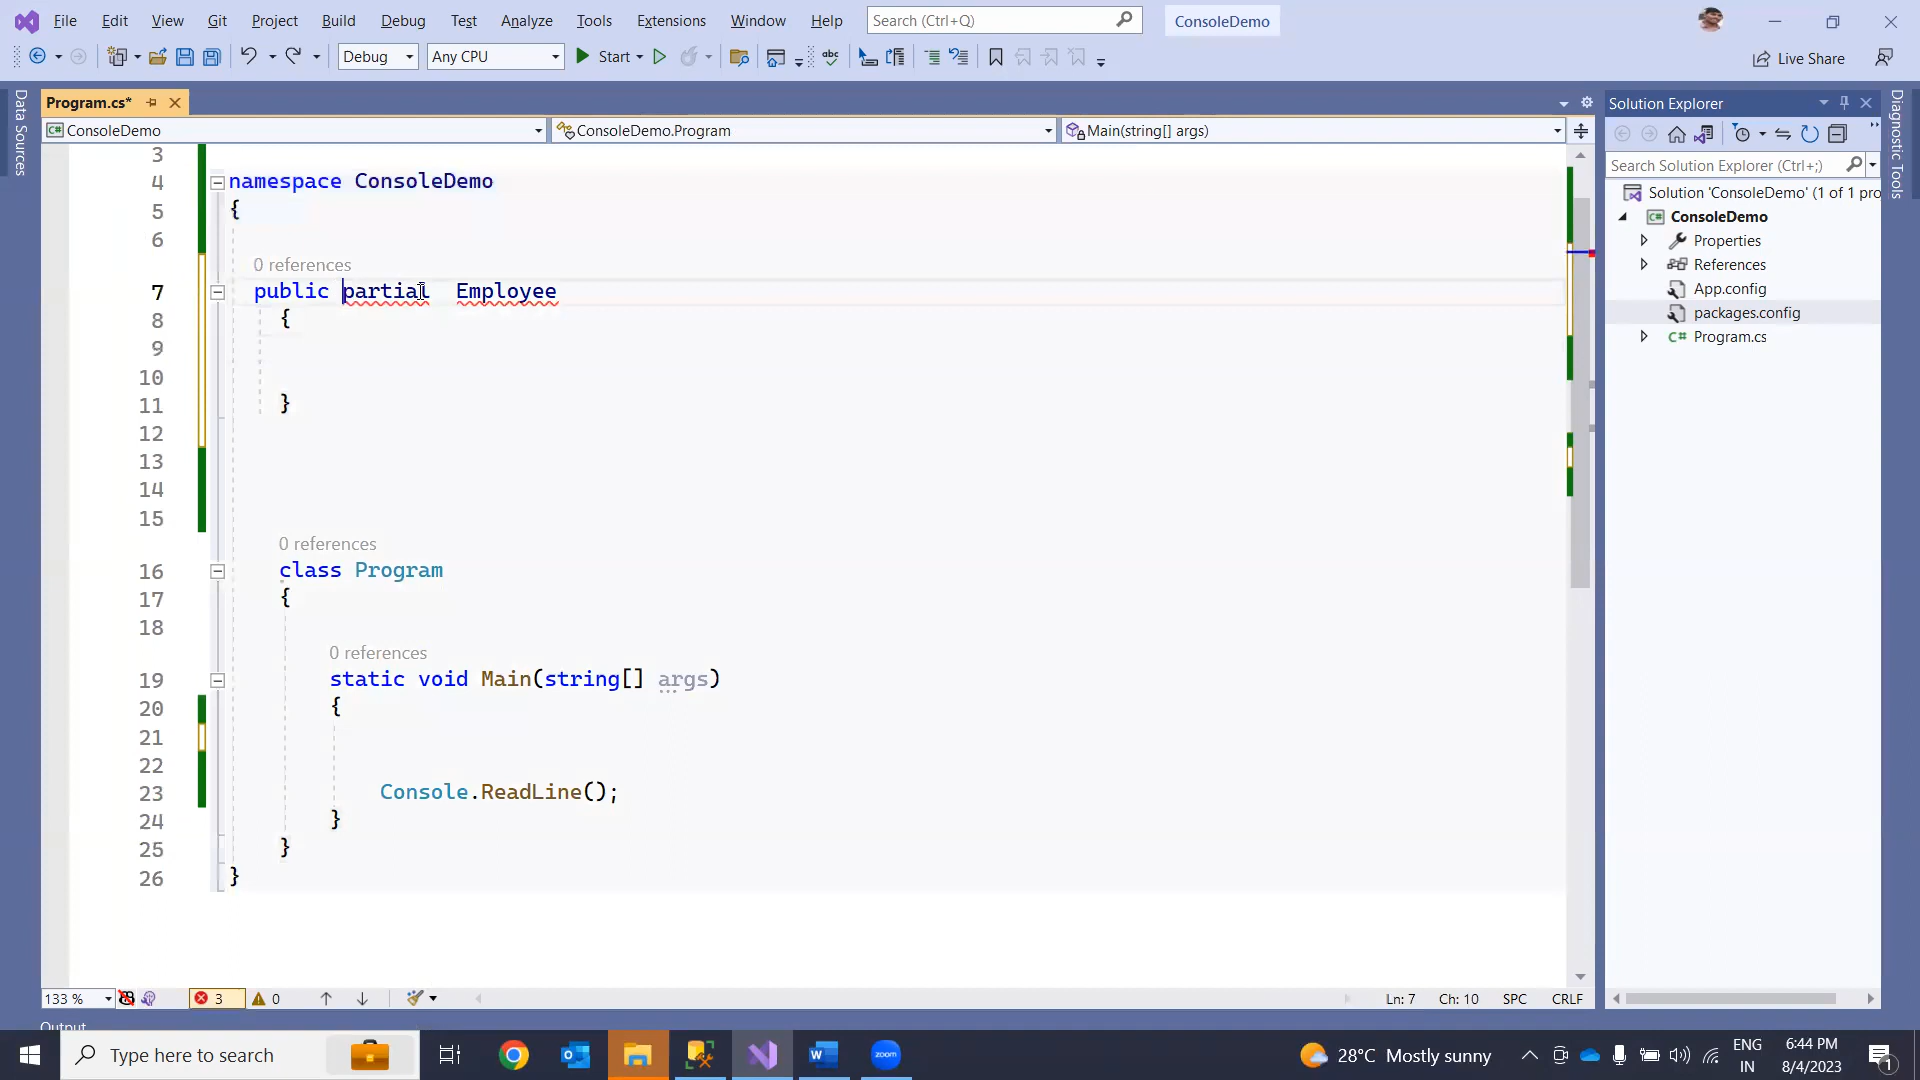 File Edit View Git Project Build Debug Test Analyze Tools Extensions Window Help Search (Ctrl+Q) ConsoleDemo
Debug Any CPU Start Live Share
Data Sources
Program.cs*
ConsoleDemo ConsoleDemo.Program Main(string[] args)
3
4 namespace ConsoleDemo
5 {
6
0 references
7 public partial Employee
8 {
9
10
11 }
12
13
14
15
0 references
16 class Program
17 {
18
0 references
19 static void Main(string[] args)
20 {
21
22
23 Console.ReadLine();
24 }
25 }
26 }
133 % 3 0 Ln: 7 Ch: 10 SPC CRLF
Output
Solution Explorer
Search Solution Explorer (Ctrl+;)
Solution 'ConsoleDemo' (1 of 1 pro
ConsoleDemo
Properties
References
App.config
packages.config
C# Program.cs
Diagnostic Tools
Type here to search
zoom
28°C Mostly sunny
ENG
IN
6:44 PM
8/4/2023
1